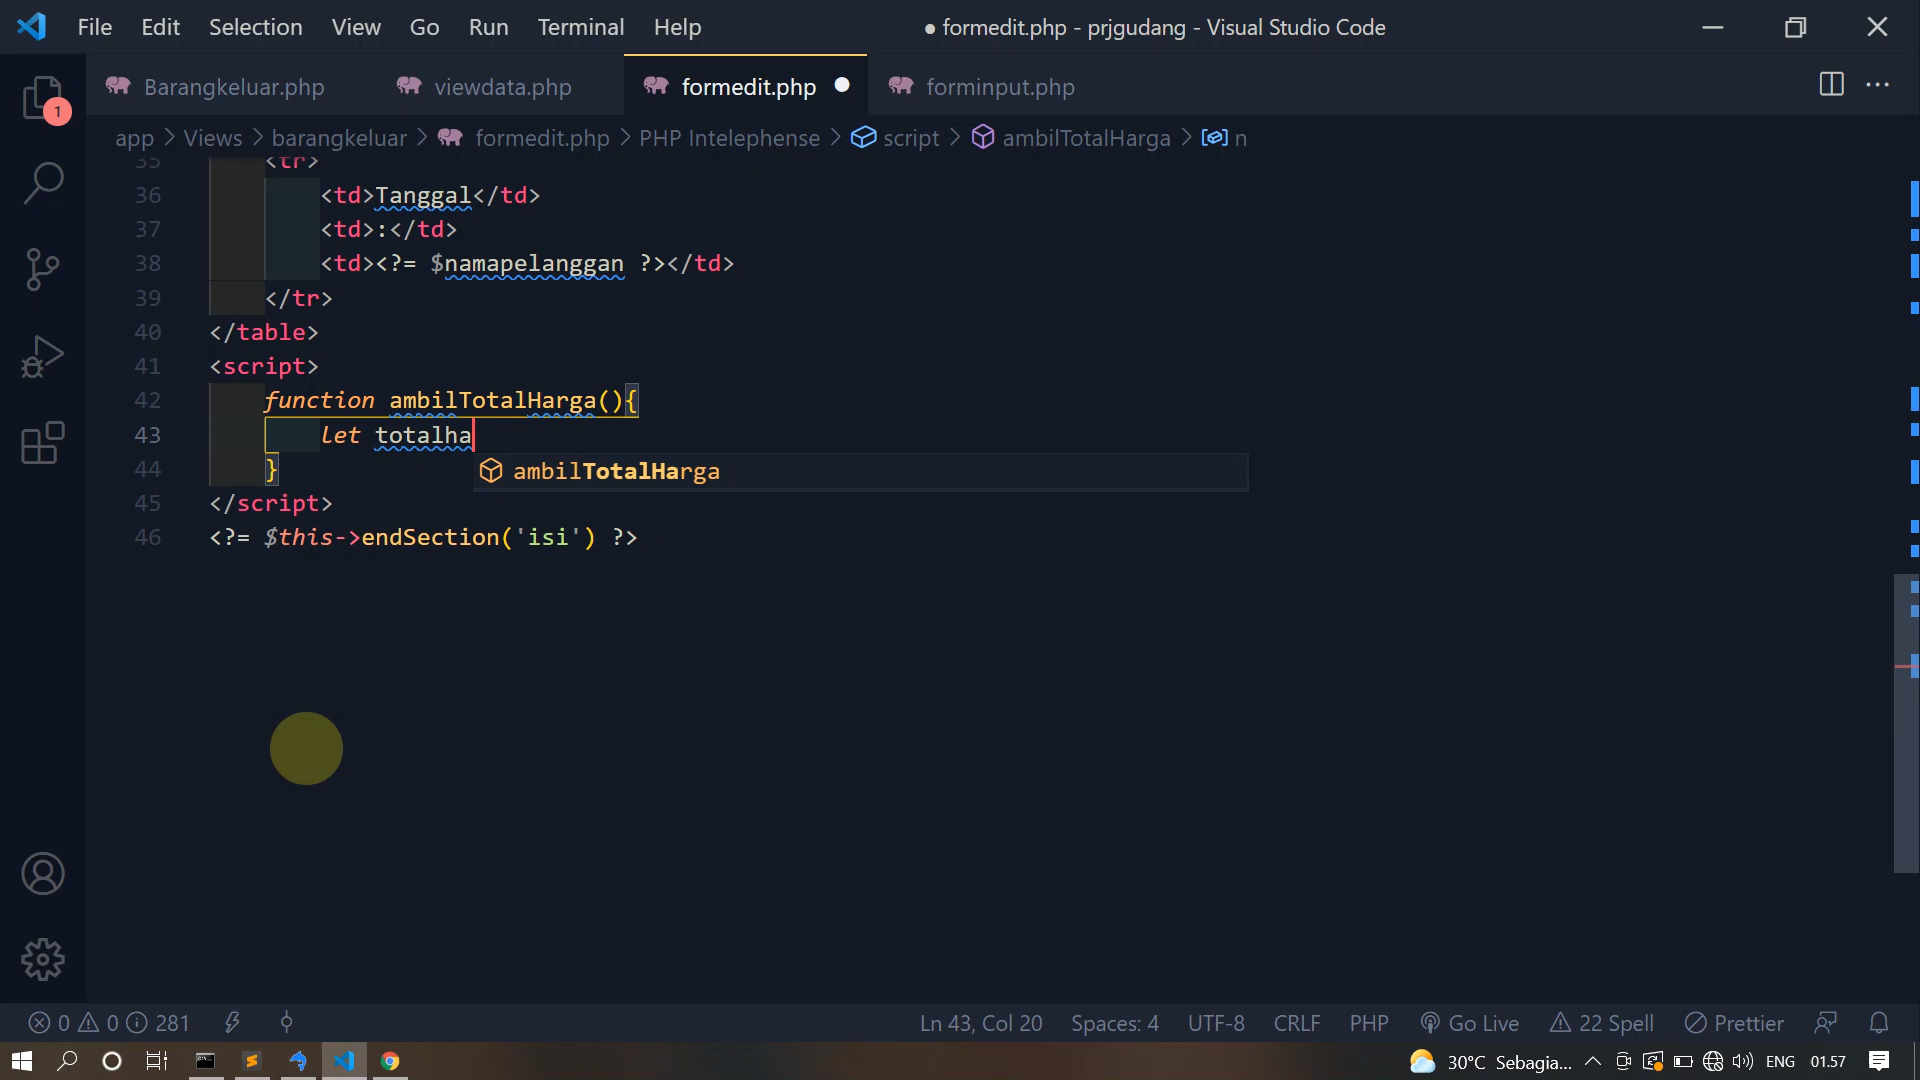 File Edit Selection View Go Run Terminal Help ● formedit.php - prjgudang - Visual Studio Code
Barangkeluar.php viewdata.php formedit.php forminput.php
1
app > Views > barangkeluar > formedit.php > PHP Intelephense > script > ambilTotalHarga > n
35 <tr>
36 <td>Tanggal</td>
37 <td>:</td>
38 <td><?= $namapelanggan ?></td>
39 </tr>
40 </table>
41 <script>
42 function ambilTotalHarga(){
43 let totalha
ambilTotalHarga
44 }
45 </script>
46 <?= $this->endSection('isi') ?>
0 0 281 Ln 43, Col 20 Spaces: 4 UTF-8 CRLF PHP Go Live 22 Spell Prettier
30°C Sebagia... ENG 01.57